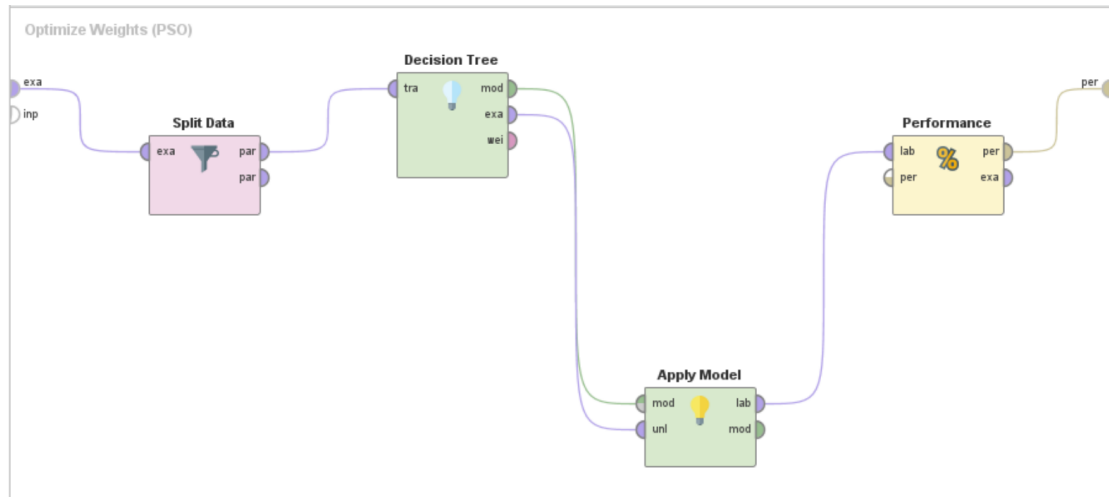 Optimize Weights (PSO)
exa
inp
Split Data
exa
par
par
Decision Tree
tra
mod
exa
wei
Apply Model
mod
lab
unl
mod
Performance
lab
per
per
exa
per